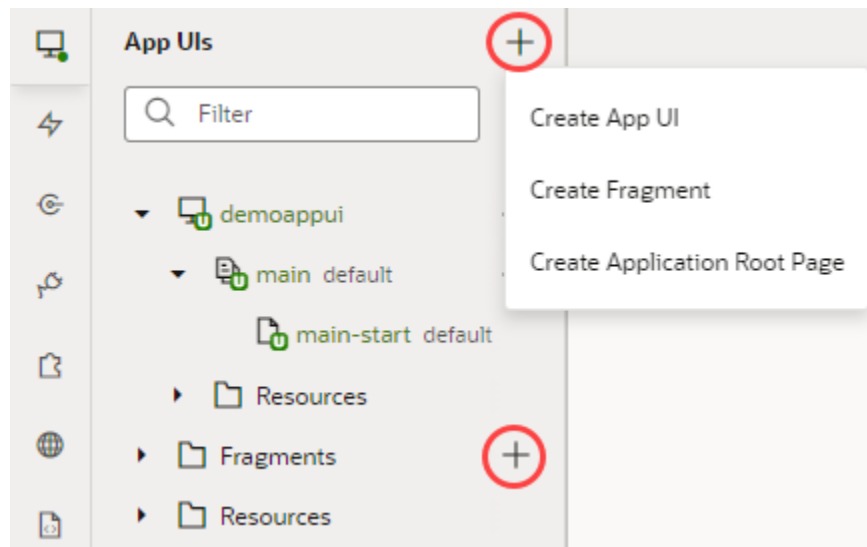 App UIs
Filter
Create App UI
Create Fragment
Create Application Root Page
demoappui
main default
main-start default
Resources
Fragments
Resources